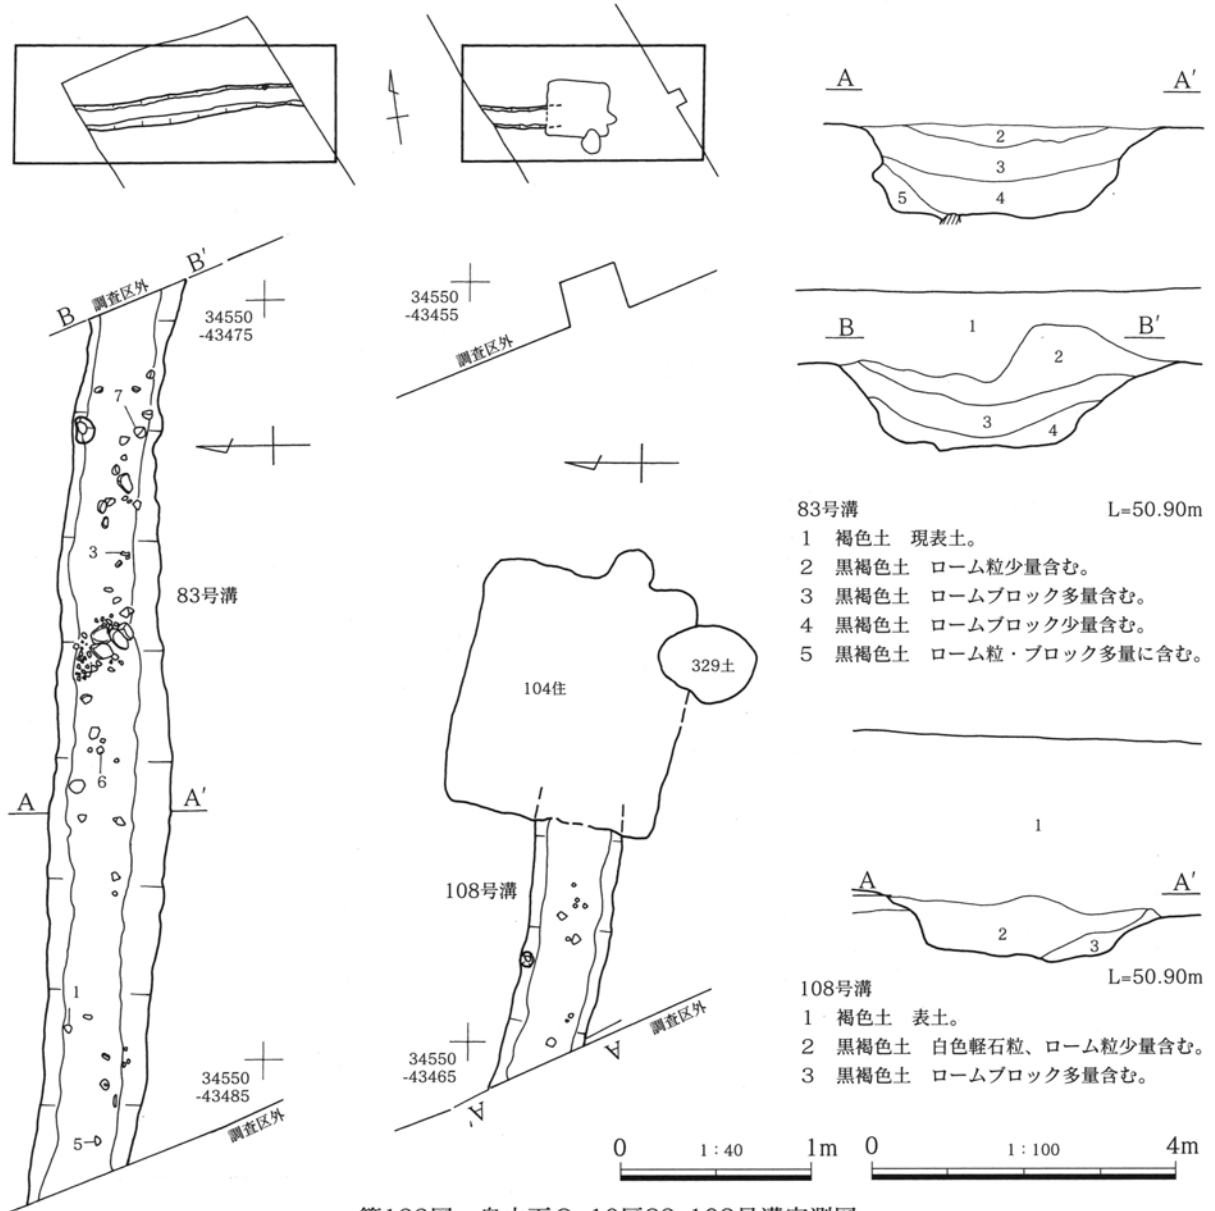 A A'
2
3
4
5
B B'
1
2
3
4
83号溝 L=50.90m
1 褐色土 現表土。
2 黒褐色土 ローム粒少量含む。
3 黒褐色土 ロームブロック多量含む。
4 黒褐色土 ロームブロック少量含む。
5 黒褐色土 ローム粒・ブロック多量に含む。
B B'
調査区外
34550
-43475
7
3
83号溝
6
A A'
1
34550
-43485
5
調査区外
34550
-43455
調査区外
104住
329土
108号溝
34550
-43465
調査区外
A
A'
1
A A'
2
3
108号溝 L=50.90m
1 褐色土 表土。
2 黒褐色土 白色軽石粒、ローム粒少量含む。
3 黒褐色土 ロームブロック多量含む。
0 1:40 1m
0 1:100 4m